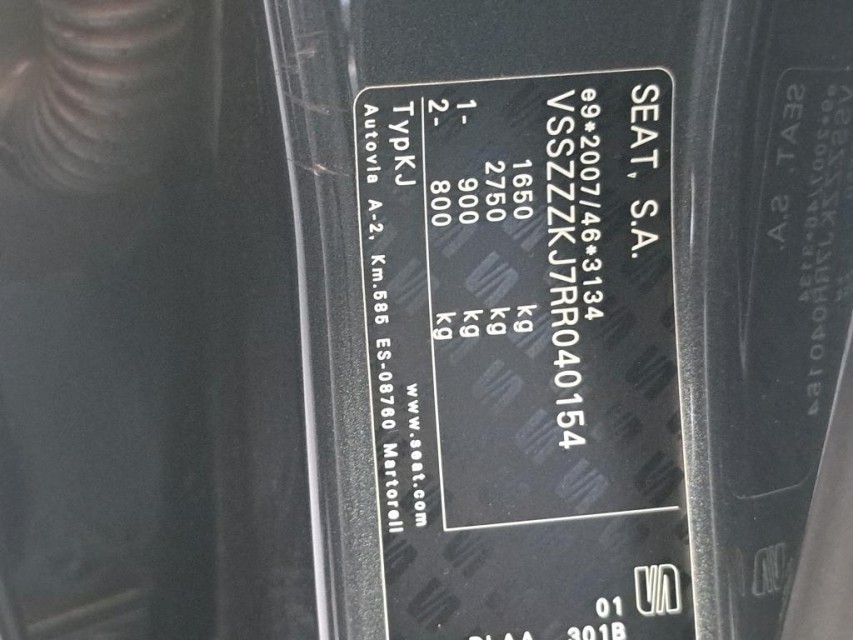 SEAT, S.A.
e9*2007/46*3134
VSSZZZKJ7RR040154
1650 kg
2750 kg
1- 900 kg
2- 800 kg
TypKJ www.seat.com
Autovia A-2, Km.585 ES-08760 Martorell
01
301B